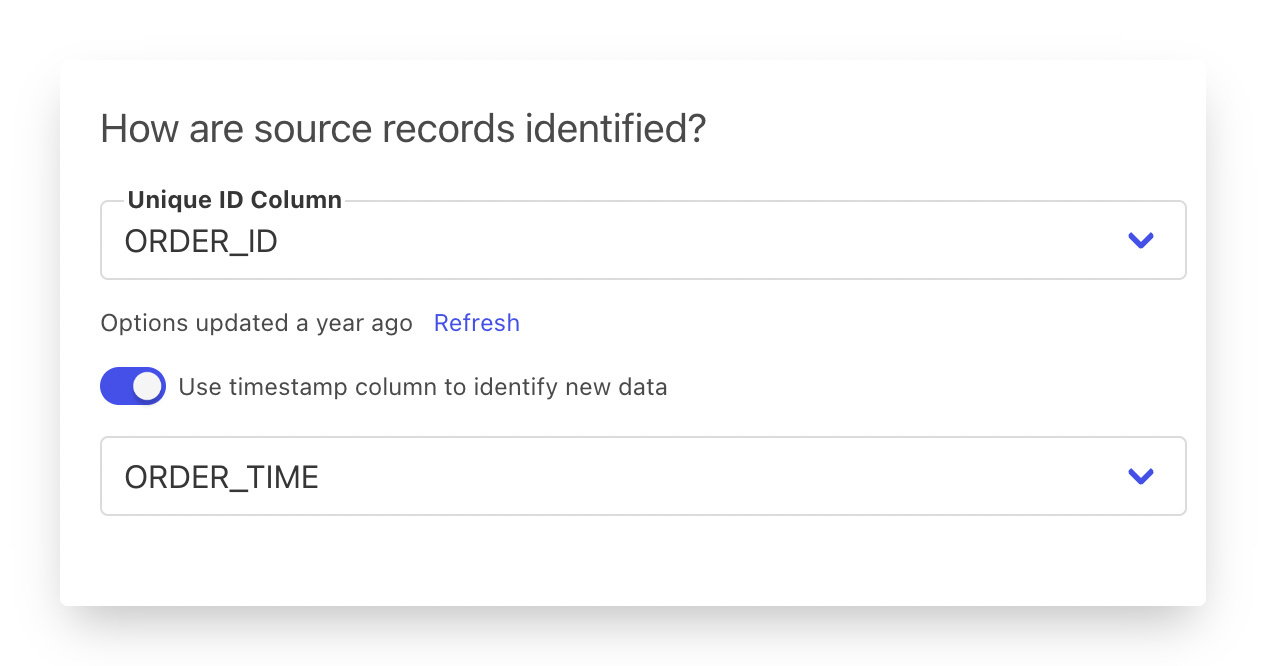 How are source records identified?
Unique ID Column
ORDER_ID
Options updated a year ago Refresh
Use timestamp column to identify new data
ORDER_TIME